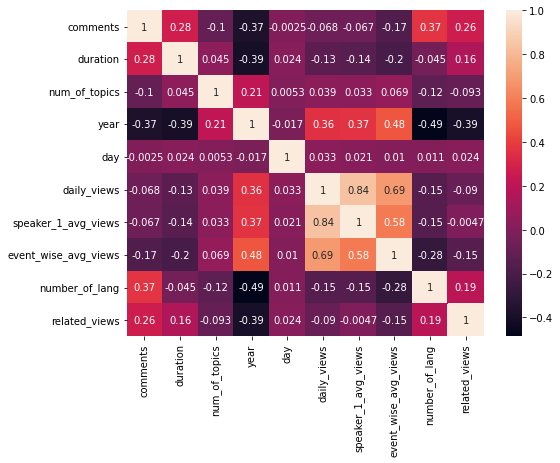 comments 1 0.28 -0.1 -0.37 -0.0025 -0.068 -0.067 -0.17 0.37 0.26
duration 0.28 1 0.045 -0.39 0.024 -0.13 -0.14 -0.2 -0.045 0.16
num_of_topics -0.1 0.045 1 0.21 0.0053 0.039 0.033 0.069 -0.12 -0.093
year -0.37 -0.39 0.21 1 -0.017 0.36 0.37 0.48 -0.49 -0.39
day -0.0025 0.024 0.0053 -0.017 1 0.033 0.021 0.01 0.011 0.024
daily_views -0.068 -0.13 0.039 0.36 0.033 1 0.84 0.69 -0.15 -0.09
speaker_1_avg_views -0.067 -0.14 0.033 0.37 0.021 0.84 1 0.58 -0.15 -0.0047
event_wise_avg_views -0.17 -0.2 0.069 0.48 0.01 0.69 0.58 1 -0.28 -0.15
number_of_lang 0.37 -0.045 -0.12 -0.49 0.011 -0.15 -0.15 -0.28 1 0.19
related_views 0.26 0.16 -0.093 -0.39 0.024 -0.09 -0.0047 -0.15 0.19 1
comments
duration
num_of_topics
year
day
daily_views
speaker_1_avg_views
event_wise_avg_views
number_of_lang
related_views
1.0
0.8
0.6
0.4
0.2
0.0
-0.2
-0.4